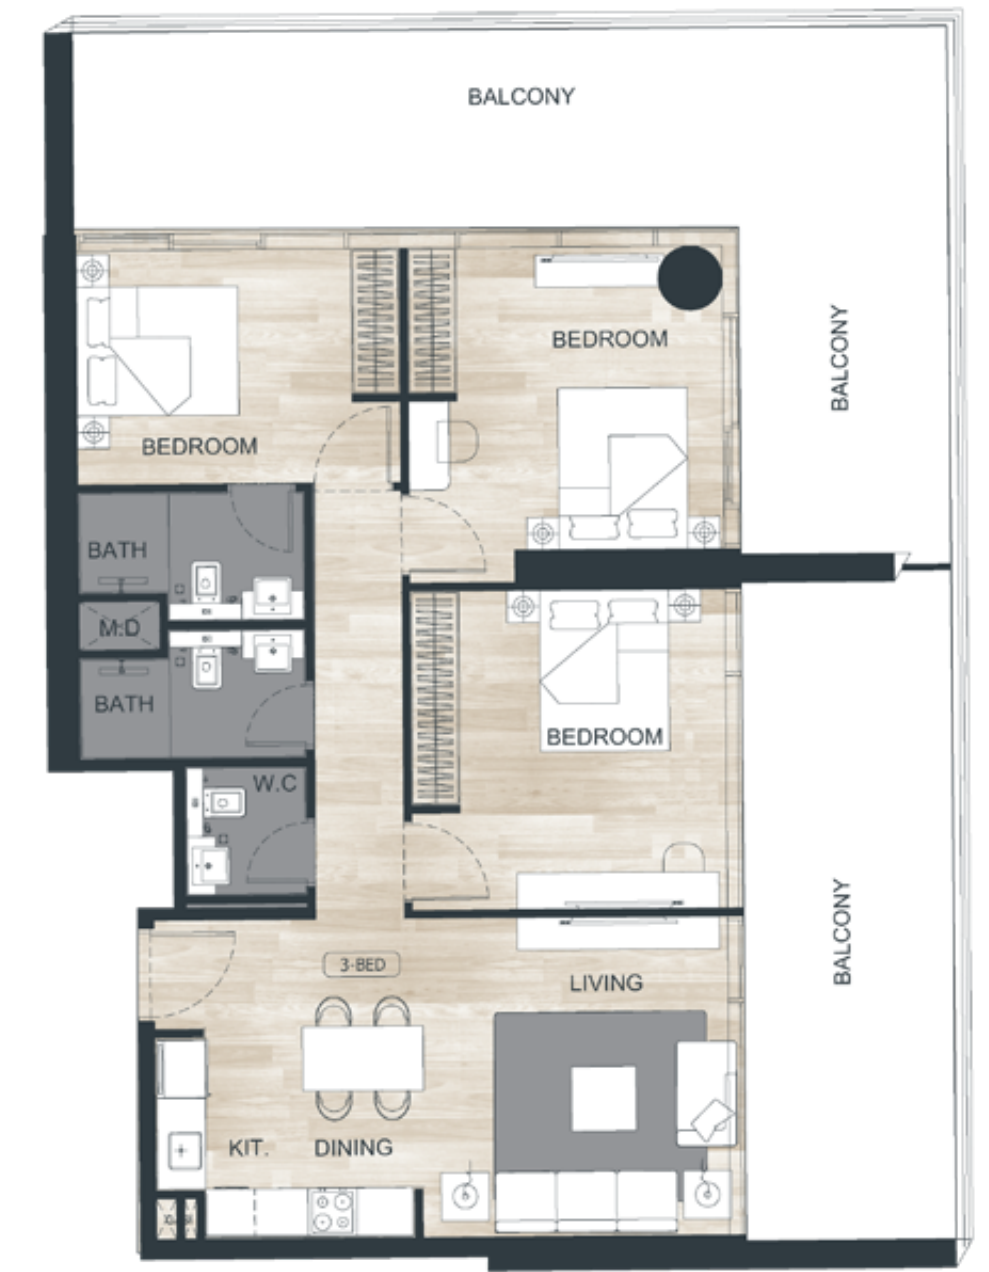 BALCONY
BALCONY
BEDROOM
BEDROOM
BATH
M.D
BATH
BEDROOM
W.C
BALCONY
3-BED
LIVING
KIT.
DINING